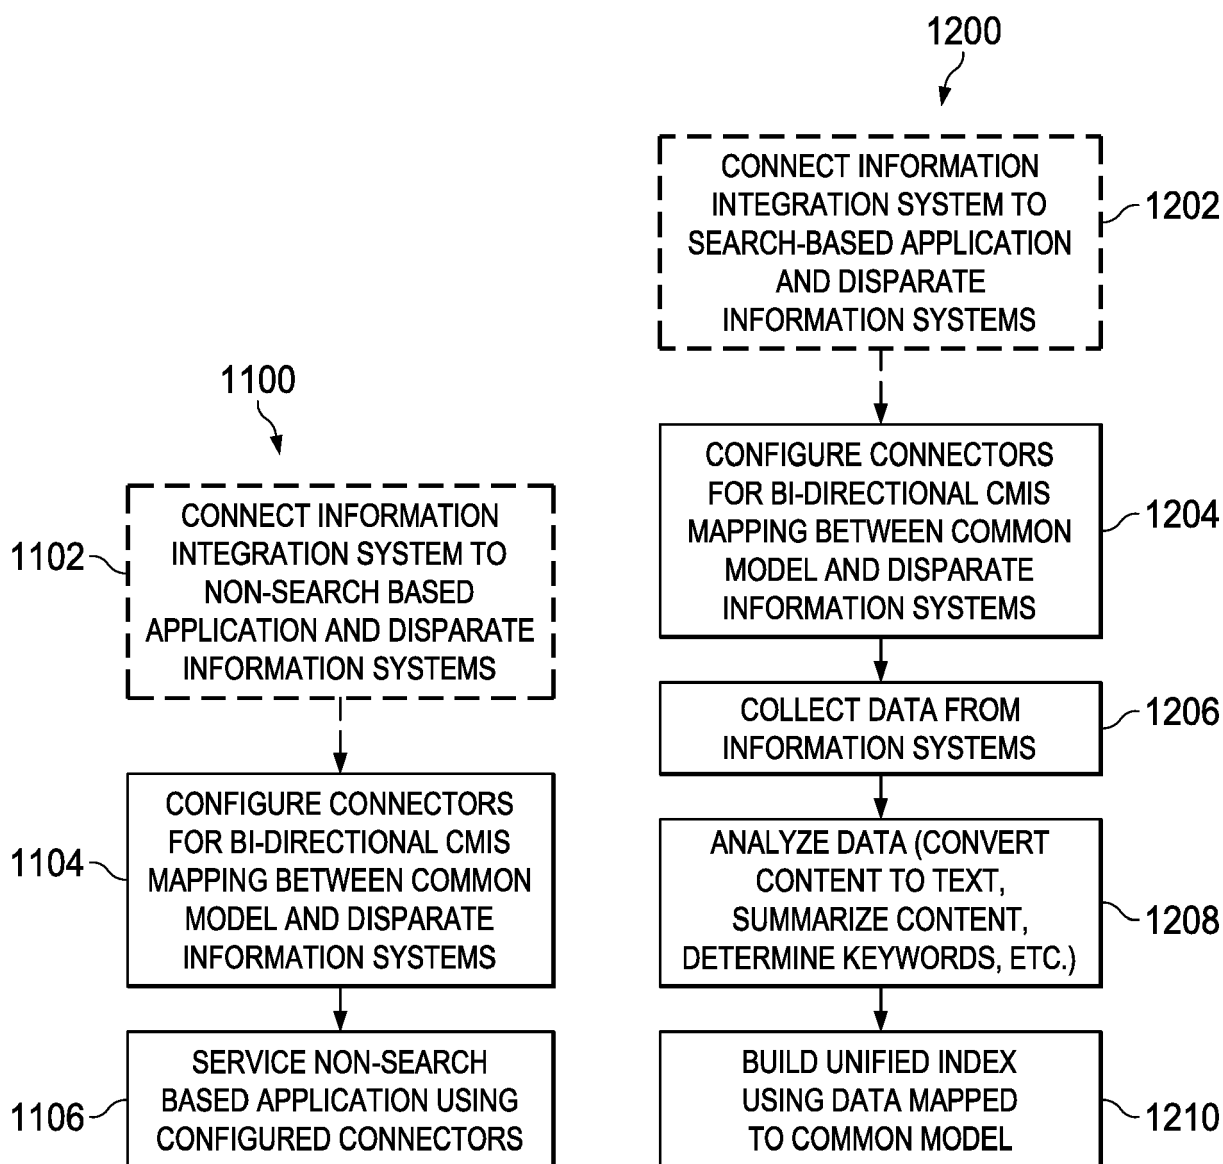 1100
CONNECT INFORMATION
INTEGRATION SYSTEM TO
NON-SEARCH BASED
APPLICATION AND DISPARATE
INFORMATION SYSTEMS
1102
CONFIGURE CONNECTORS
FOR BI-DIRECTIONAL CMIS
MAPPING BETWEEN COMMON
MODEL AND DISPARATE
INFORMATION SYSTEMS
1104
SERVICE NON-SEARCH
BASED APPLICATION USING
CONFIGURED CONNECTORS
1106
1200
CONNECT INFORMATION
INTEGRATION SYSTEM TO
SEARCH-BASED APPLICATION
AND DISPARATE
INFORMATION SYSTEMS
1202
CONFIGURE CONNECTORS
FOR BI-DIRECTIONAL CMIS
MAPPING BETWEEN COMMON
MODEL AND DISPARATE
INFORMATION SYSTEMS
1204
COLLECT DATA FROM
INFORMATION SYSTEMS
1206
ANALYZE DATA (CONVERT
CONTENT TO TEXT,
SUMMARIZE CONTENT,
DETERMINE KEYWORDS, ETC.)
1208
BUILD UNIFIED INDEX
USING DATA MAPPED
TO COMMON MODEL
1210